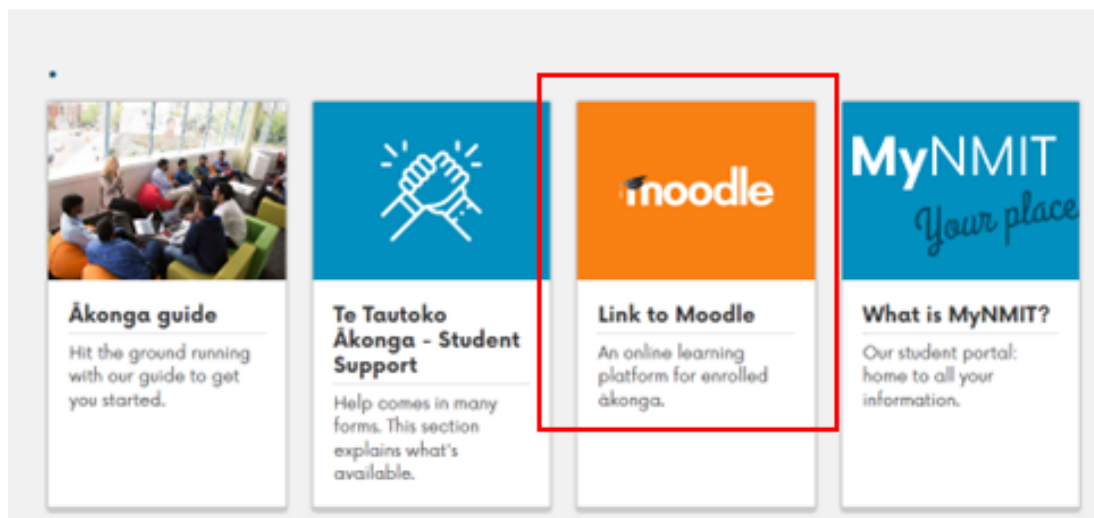 Ākonga guide
Hit the ground running
with our guide to get
you started.
Te Tautoko
Ākonga - Student
Support
Help comes in many
forms. This section
explains what's
available.
moodle
Link to Moodle
An online learning
platform for enrolled
ākonga.
MyNMIT
Your place
What is MyNMIT?
Our student portal:
home to all your
information.